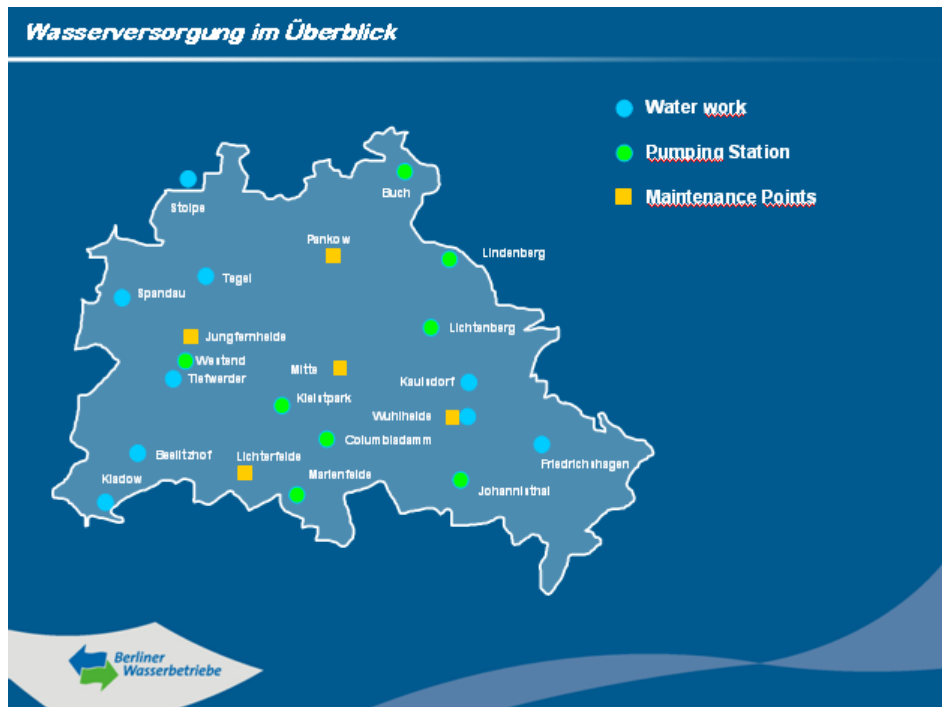 Wasserversorgung im Überblick
Water work
Pumping Station
Maintenance Points
Stolpe
Buch
Pankow
Lindenberg
Tegel
Spandau
Lichtenberg
Jungfernheide
Westend
Mitte
Tiefwerder
Kaulsdorf
Kleistpark
Wuhlheide
Columbiadamm
Beelitzhof
Lichterfelde
Friedrichshagen
Kladow
Marienfelde
Johannisthal
Berliner
Wasserbetriebe